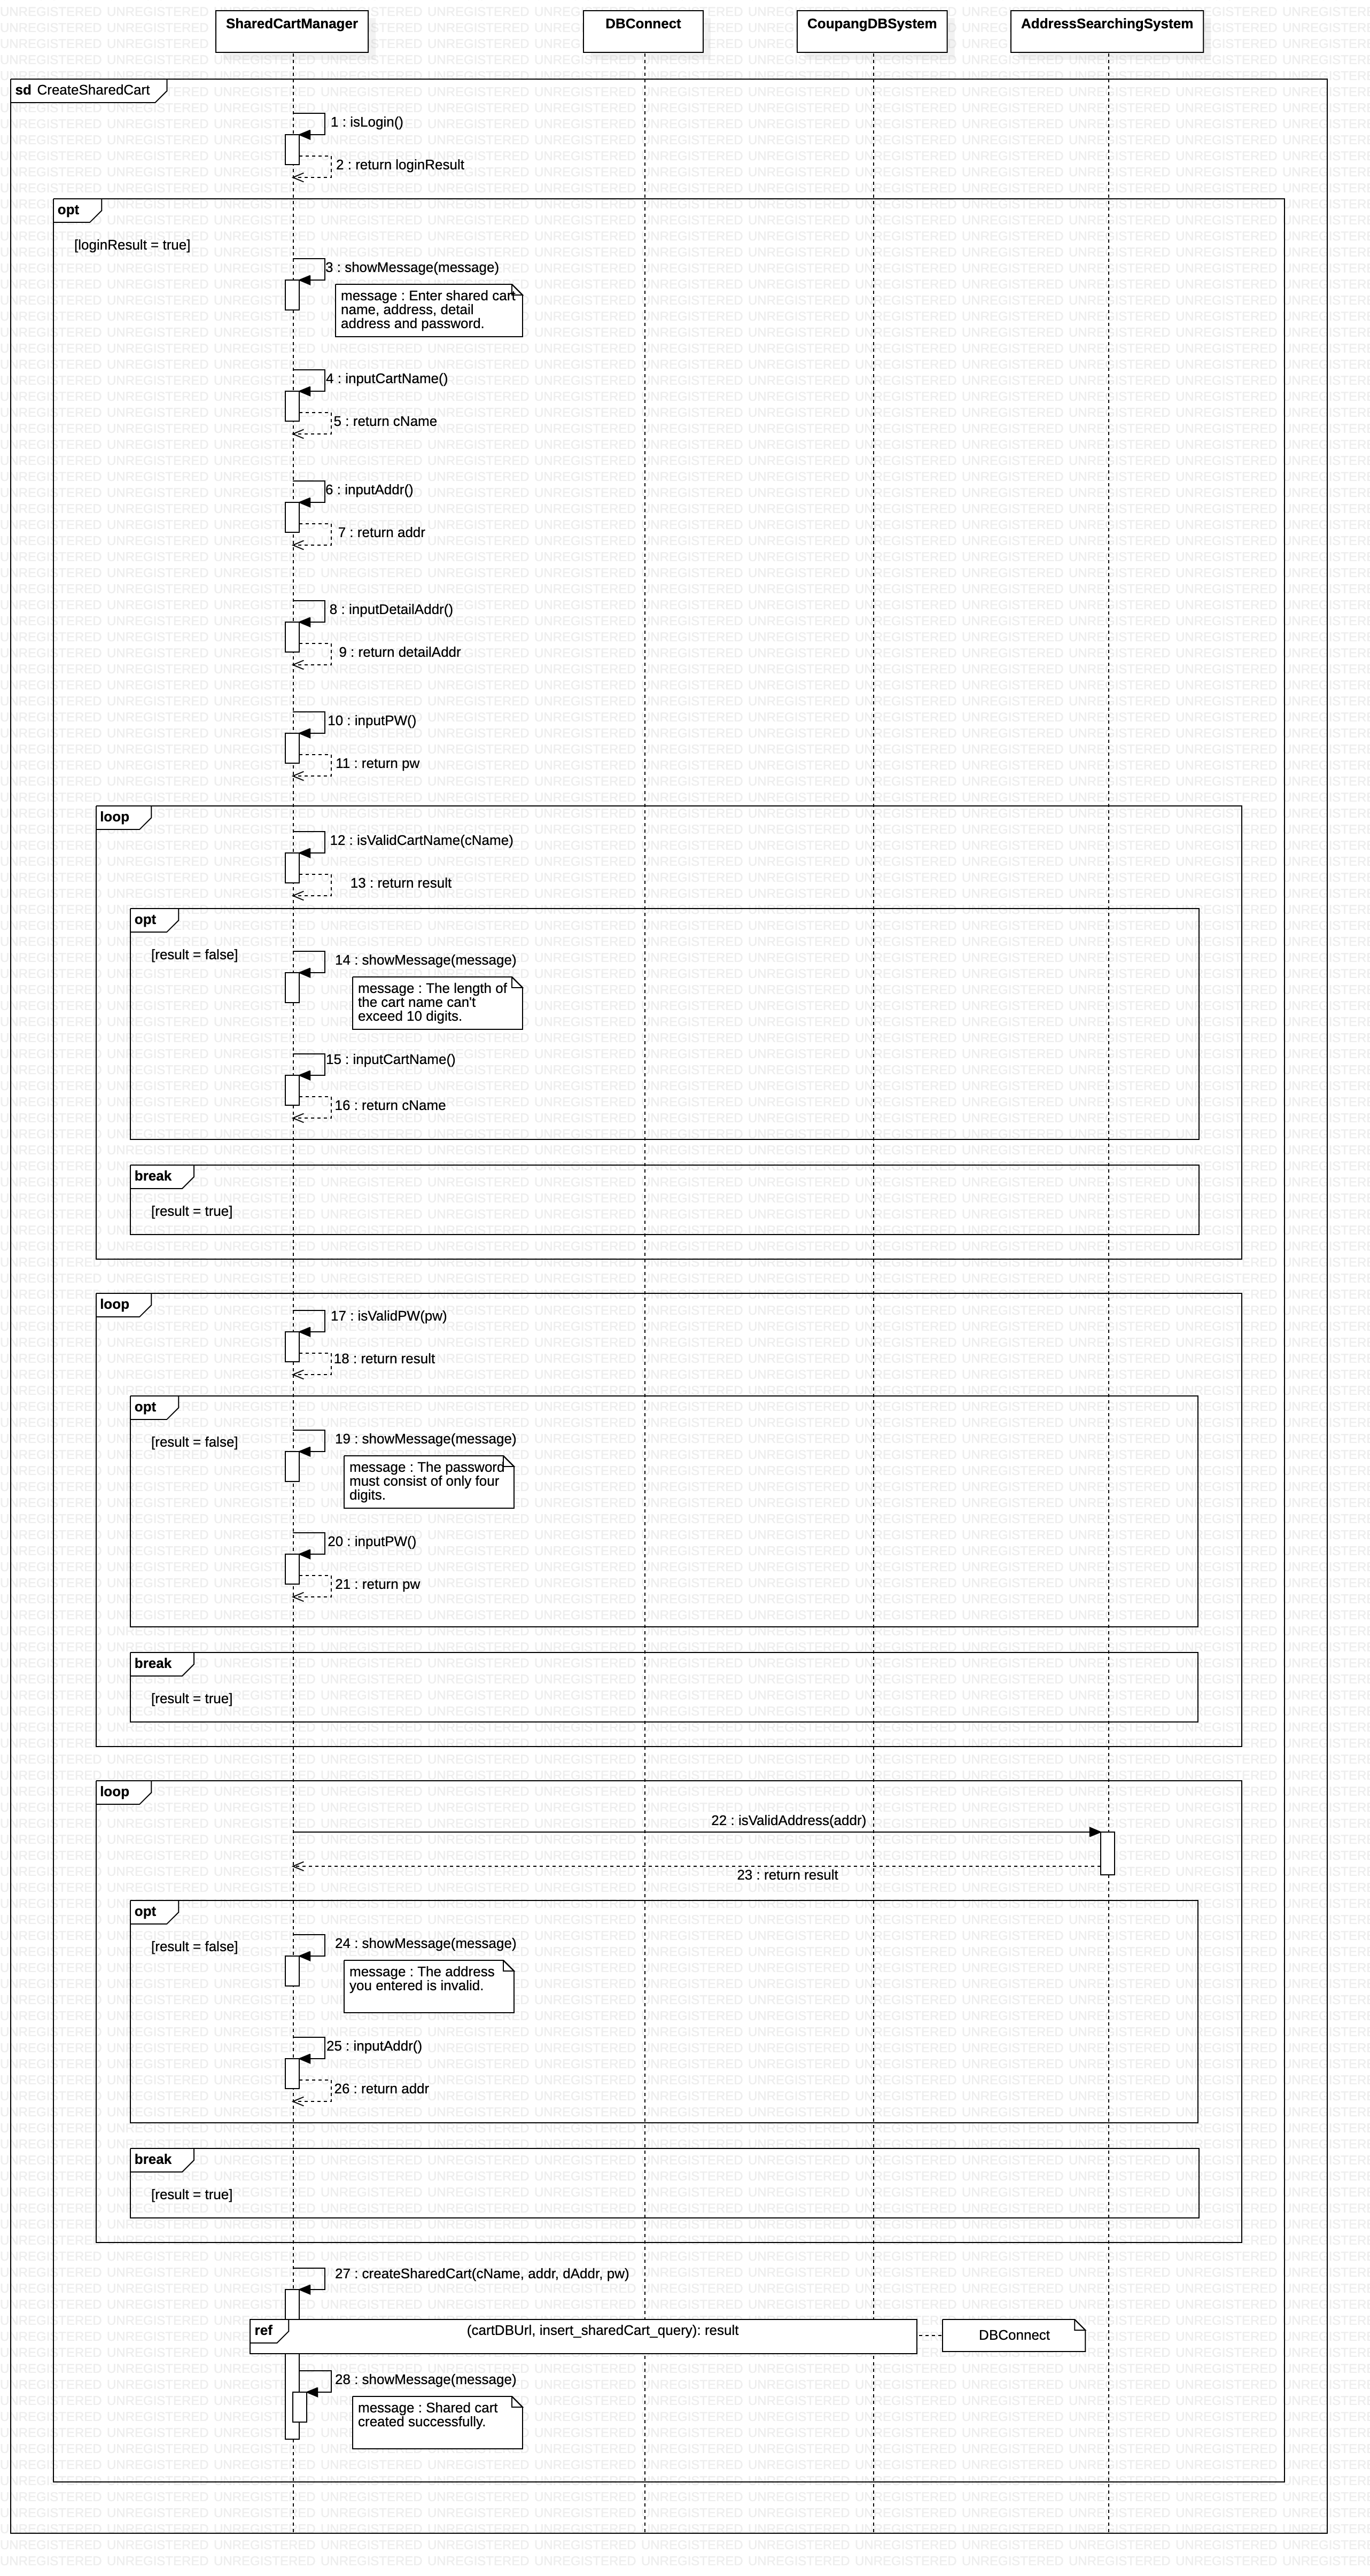 SharedCartManager
DBConnect
CoupangDBSystem
AddressSearchingSystem
sd CreateSharedCart
1 : isLogin()
2 : return loginResult
opt
[loginResult = true]
3 : showMessage(message)
message : Enter shared cart
name, address, detail
address and password.
4 : inputCartName()
5 : return cName
6 : inputAddr()
7 : return addr
8 : inputDetailAddr()
9 : return detailAddr
10 : inputPW()
11 : return pw
loop
12 : isValidCartName(cName)
13 : return result
opt
[result = false]
14 : showMessage(message)
message : The length of
the cart name can't
exceed 10 digits.
15 : inputCartName()
16 : return cName
break
[result = true]
loop
17 : isValidPW(pw)
18 : return result
opt
[result = false]
19 : showMessage(message)
message : The password
must consist of only four
digits.
20 : inputPW()
21 : return pw
break
[result = true]
loop
22 : isValidAddress(addr)
23 : return result
opt
[result = false]
24 : showMessage(message)
message : The address
you entered is invalid.
25 : inputAddr()
26 : return addr
break
[result = true]
27 : createSharedCart(cName, addr, dAddr, pw)
ref
(cartDBUrl, insert_sharedCart_query): result
DBConnect
28 : showMessage(message)
message : Shared cart
created successfully.